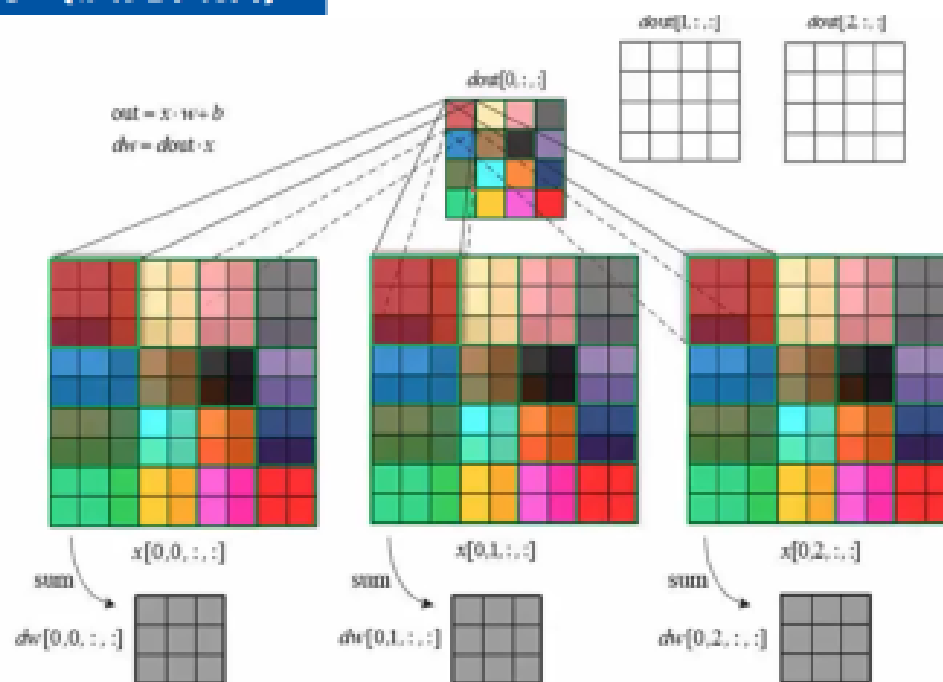 dout[1,:,:]
dout[2,:,:]
dout[0,:,:]
out = x·w+b
dw = dout·x
x[0,0,:,:]
x[0,1,:,:]
x[0,2,:,:]
sum
sum
sum
dw[0,0,:,:]
dw[0,1,:,:]
dw[0,2,:,:]